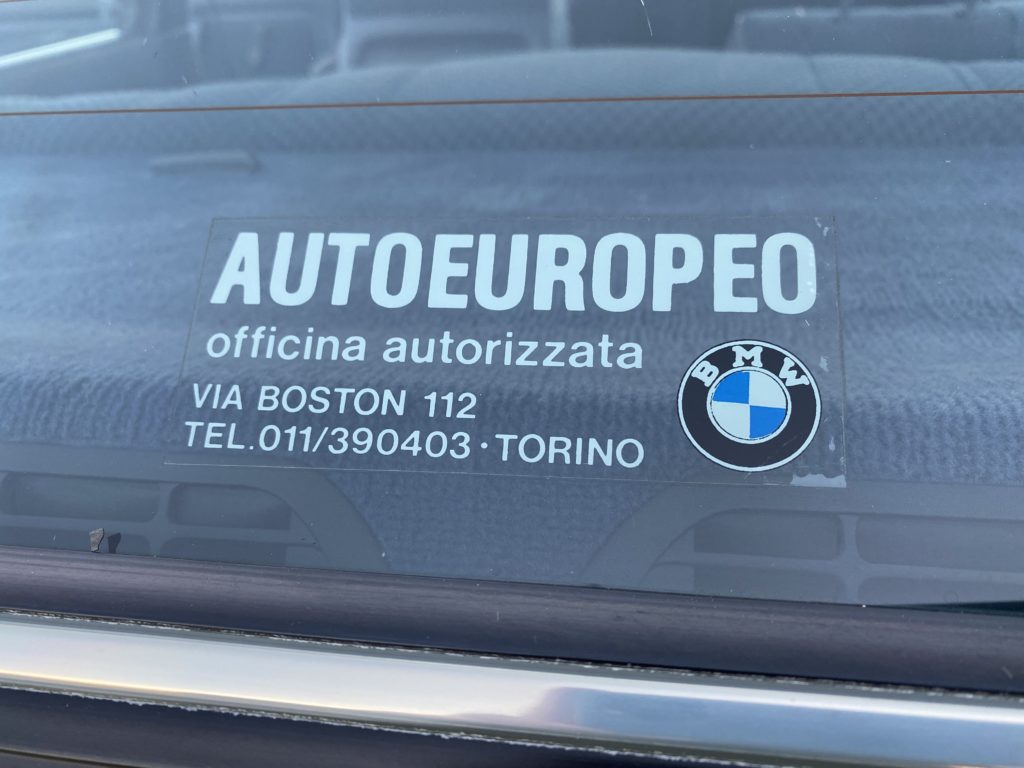 AUTOEUROPEO
officina autorizzata
VIA BOSTON 112
TEL.011/390403·TORINO
BMW